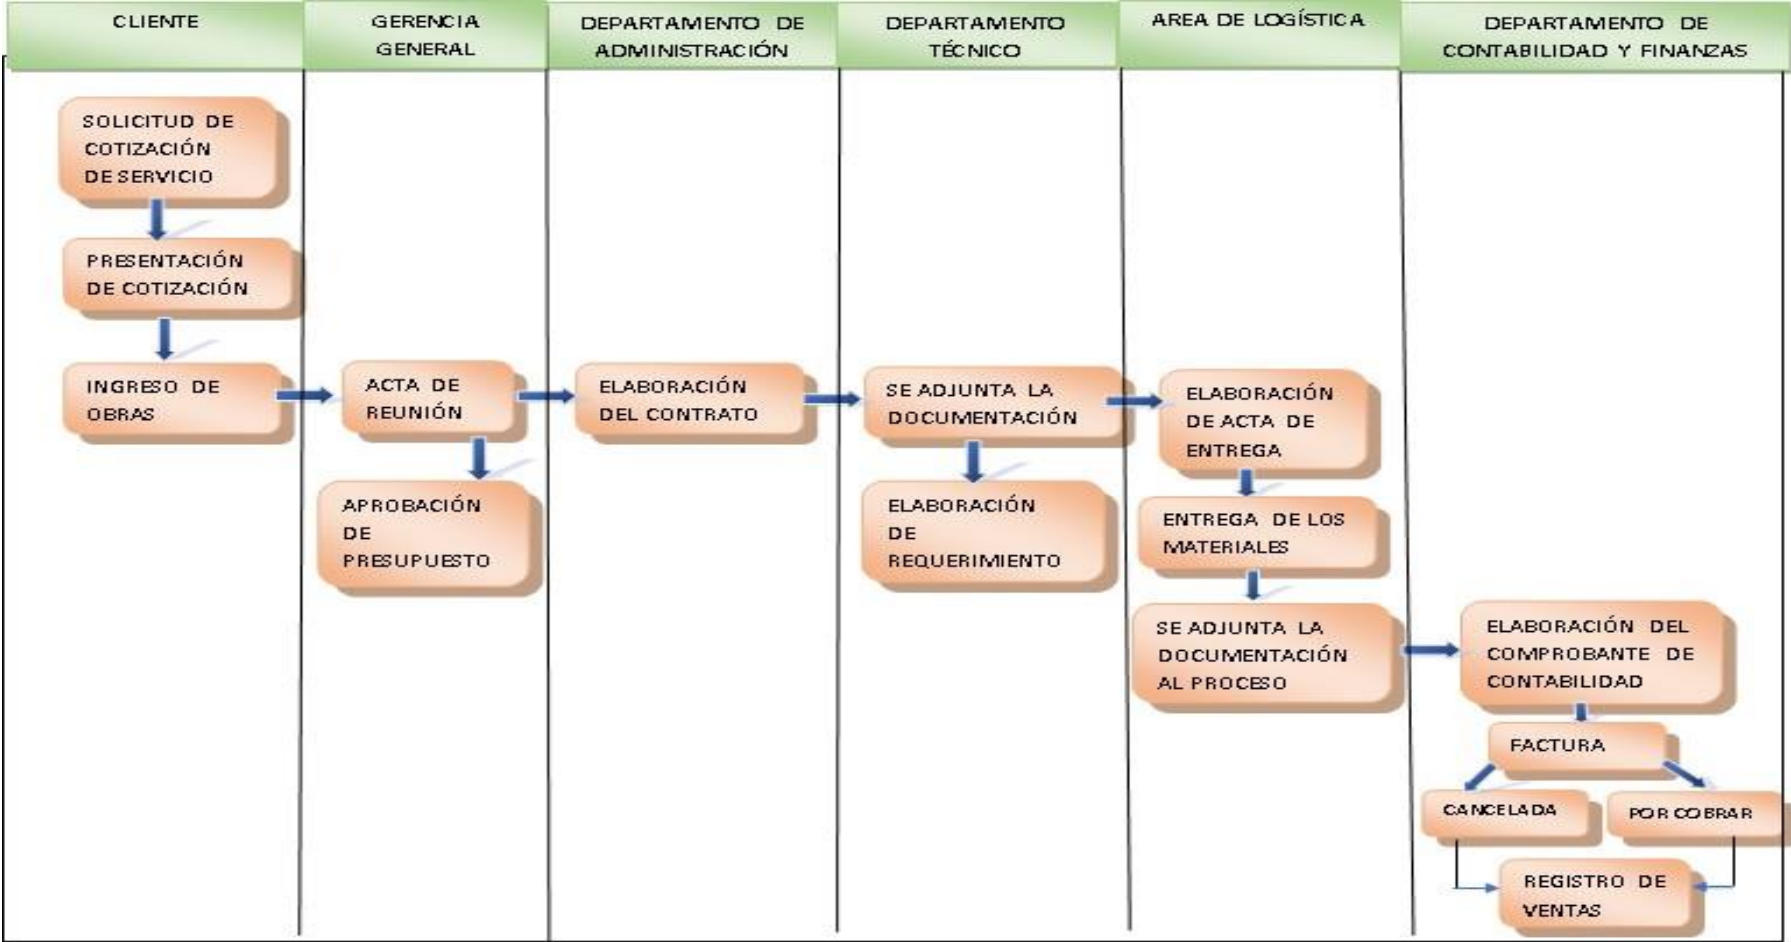 CLIENTE
GERENCIA
GENERAL
DEPARTAMENTO DE
ADMINISTRACIÓN
DEPARTAMENTO
TÉCNICO
AREA DE LOGÍSTICA
DEPARTAMENTO DE
CONTABILIDAD Y FINANZAS
SOLICITUD DE
COTIZACIÓN
DE SERVICIO
PRESENTACIÓN
DE COTIZACIÓN
INGRESO DE
OBRAS
ACTA DE
REUNIÓN
APROBACIÓN
DE
PRESUPUESTO
ELABORACIÓN
DEL CONTRATO
SE ADJUNTA LA
DOCUMENTACIÓN
ELABORACIÓN
DE
REQUERIMIENTO
ELABORACIÓN
DE ACTA DE
ENTREGA
ENTREGA DE LOS
MATERIALES
SE ADJUNTA LA
DOCUMENTACIÓN
AL PROCESO
ELABORACIÓN DEL
COMPROBANTE DE
CONTABILIDAD
FACTURA
CANCELADA
POR COBRAR
REGISTRO DE
VENTAS